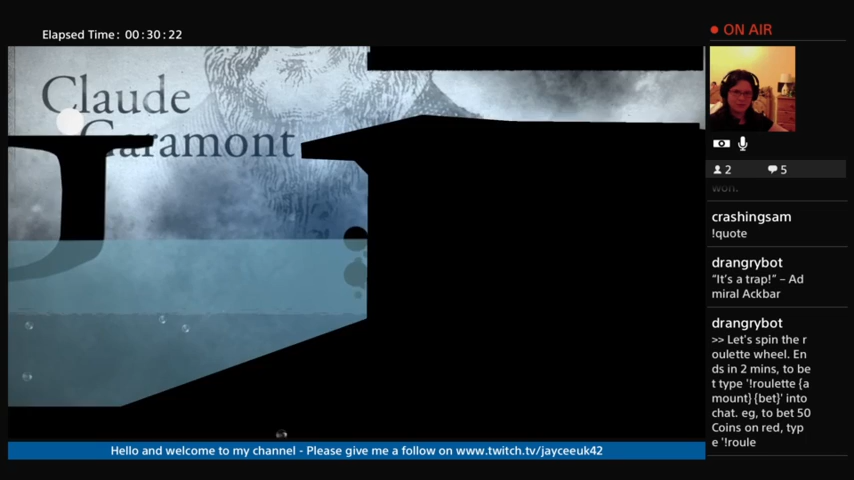 Elapsed Time: 00:30:22
ON AIR
Claude
Garamont
2
5
won.
crashingsam
!quote
drangrybot
“It's a trap!” – Ad
miral Ackbar
drangrybot
>> Let's spin the r
oulette wheel. En
ds in 2 mins, to be
t type '!roulette {a
mount} {bet}' into
chat. eg, to bet 50
Coins on red, typ
e '!roule
Hello and welcome to my channel - Please give me a follow on www.twitch.tv/jayceeuk42